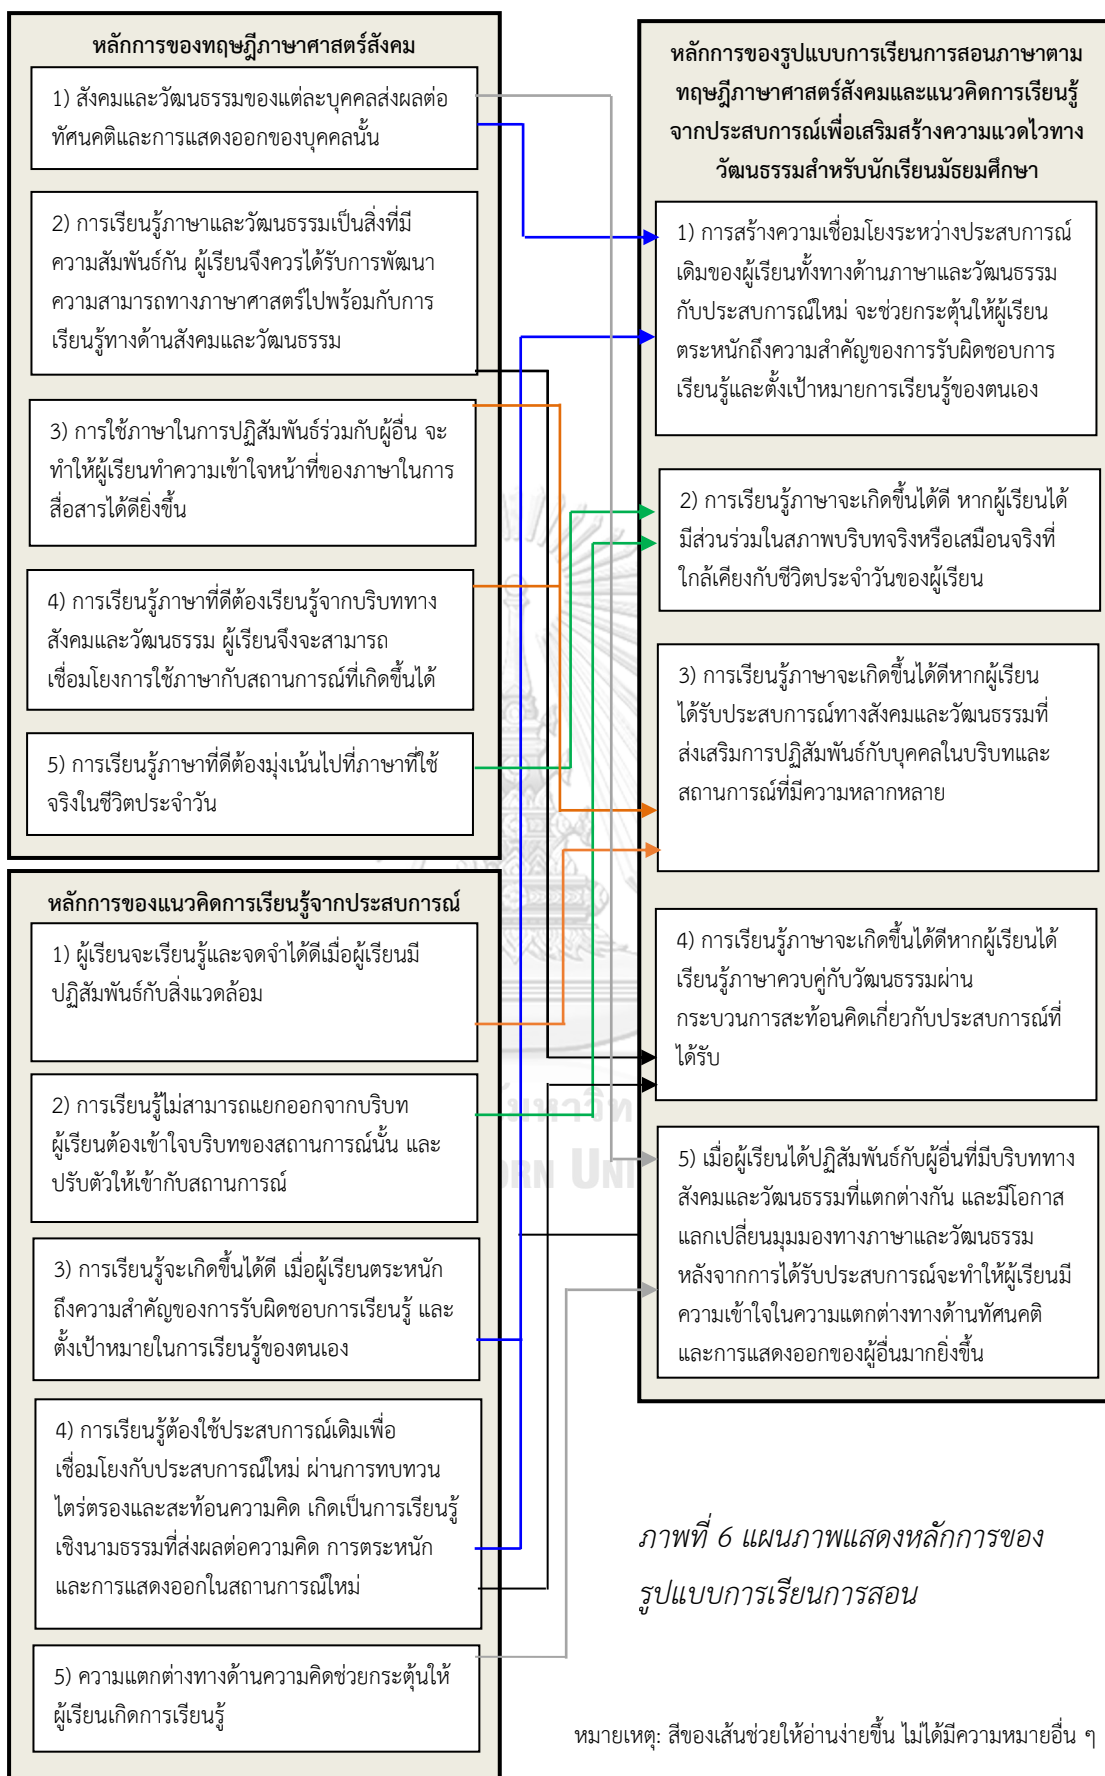 หลักการของทฤษฎีภาษาศาสตร์สังคม
1) สังคมและวัฒนธรรมของแต่ละบุคคลส่งผลต่อ
ทัศนคติและการแสดงออกของบุคคลนั้น
2) การเรียนรู้ภาษาและวัฒนธรรมเป็นสิ่งที่มี
ความสัมพันธ์กัน ผู้เรียนจึงควรได้รับการพัฒนา
ความสามารถทางภาษาศาสตร์ไปพร้อมกับการ
เรียนรู้ทางด้านสังคมและวัฒนธรรม
3) การใช้ภาษาในการปฏิสัมพันธ์ร่วมกับผู้อื่น จะ
ทำให้ผู้เรียนทำความเข้าใจหน้าที่ของภาษาในการ
สื่อสารได้ดียิ่งขึ้น
4) การเรียนรู้ภาษาที่ดีต้องเรียนรู้จากบริบททาง
สังคมและวัฒนธรรม ผู้เรียนจึงจะสามารถ
เชื่อมโยงการใช้ภาษากับสถานการณ์ที่เกิดขึ้นได้
5) การเรียนรู้ภาษาที่ดีต้องมุ่งเน้นไปที่ภาษาที่ใช้
จริงในชีวิตประจำวัน
หลักการของแนวคิดการเรียนรู้จากประสบการณ์
1) ผู้เรียนจะเรียนรู้และจดจำได้ดีเมื่อผู้เรียนมี
ปฏิสัมพันธ์กับสิ่งแวดล้อม
2) การเรียนรู้ไม่สามารถแยกออกจากบริบท
ผู้เรียนต้องเข้าใจบริบทของสถานการณ์นั้น และ
ปรับตัวให้เข้ากับสถานการณ์
3) การเรียนรู้จะเกิดขึ้นได้ดี เมื่อผู้เรียนตระหนัก
ถึงความสำคัญของการรับผิดชอบการเรียนรู้ และ
ตั้งเป้าหมายในการเรียนรู้ของตนเอง
4) การเรียนรู้ต้องใช้ประสบการณ์เดิมเพื่อ
เชื่อมโยงกับประสบการณ์ใหม่ ผ่านการทบทวน
ไตร่ตรองและสะท้อนความคิด เกิดเป็นการเรียนรู้
เชิงนามธรรมที่ส่งผลต่อความคิด การตระหนัก
และการแสดงออกในสถานการณ์ใหม่
5) ความแตกต่างทางด้านความคิดช่วยกระตุ้นให้
ผู้เรียนเกิดการเรียนรู้
หลักการของรูปแบบการเรียนการสอนภาษาตาม
ทฤษฎีภาษาศาสตร์สังคมและแนวคิดการเรียนรู้
จากประสบการณ์เพื่อเสริมสร้างความแวดไวทาง
วัฒนธรรมสำหรับนักเรียนมัธยมศึกษา
1) การสร้างความเชื่อมโยงระหว่างประสบการณ์
เดิมของผู้เรียนทั้งทางด้านภาษาและวัฒนธรรม
กับประสบการณ์ใหม่ จะช่วยกระตุ้นให้ผู้เรียน
ตระหนักถึงความสำคัญของการรับผิดชอบการ
เรียนรู้และตั้งเป้าหมายการเรียนรู้ของตนเอง
2) การเรียนรู้ภาษาจะเกิดขึ้นได้ดี หากผู้เรียนได้
มีส่วนร่วมในสภาพบริบทจริงหรือเสมือนจริงที่
ใกล้เคียงกับชีวิตประจำวันของผู้เรียน
3) การเรียนรู้ภาษาจะเกิดขึ้นได้ดีหากผู้เรียน
ได้รับประสบการณ์ทางสังคมและวัฒนธรรมที่
ส่งเสริมการปฏิสัมพันธ์กับบุคคลในบริบทและ
สถานการณ์ที่มีความหลากหลาย
4) การเรียนรู้ภาษาจะเกิดขึ้นได้ดีหากผู้เรียนได้
เรียนรู้ภาษาควบคู่กับวัฒนธรรมผ่าน
กระบวนการสะท้อนคิดเกี่ยวกับประสบการณ์ที่
ได้รับ
5) เมื่อผู้เรียนได้ปฏิสัมพันธ์กับผู้อื่นที่มีบริบททาง
สังคมและวัฒนธรรมที่แตกต่างกัน และมีโอกาส
แลกเปลี่ยนมุมมองทางภาษาและวัฒนธรรม
หลังจากการได้รับประสบการณ์จะทำให้ผู้เรียนมี
ความเข้าใจในความแตกต่างทางด้านทัศนคติ
และการแสดงออกของผู้อื่นมากยิ่งขึ้น
ภาพที่ 6 แผนภาพแสดงหลักการของ
รูปแบบการเรียนการสอน
หมายเหตุ: สีของเส้นช่วยให้อ่านง่ายขึ้น ไม่ได้มีความหมายอื่น ๆ